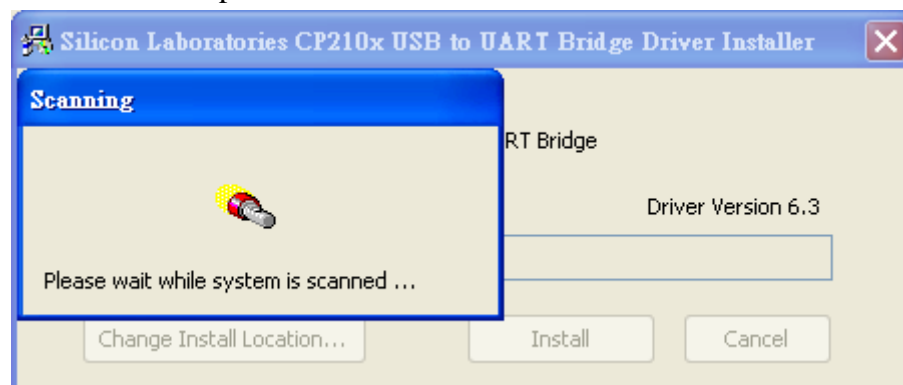 Silicon Laboratories CP210x USB to UART Bridge Driver Installer
Scanning
RT Bridge
Driver Version 6.3
Please wait while system is scanned ...
Change Install Location... Install Cancel